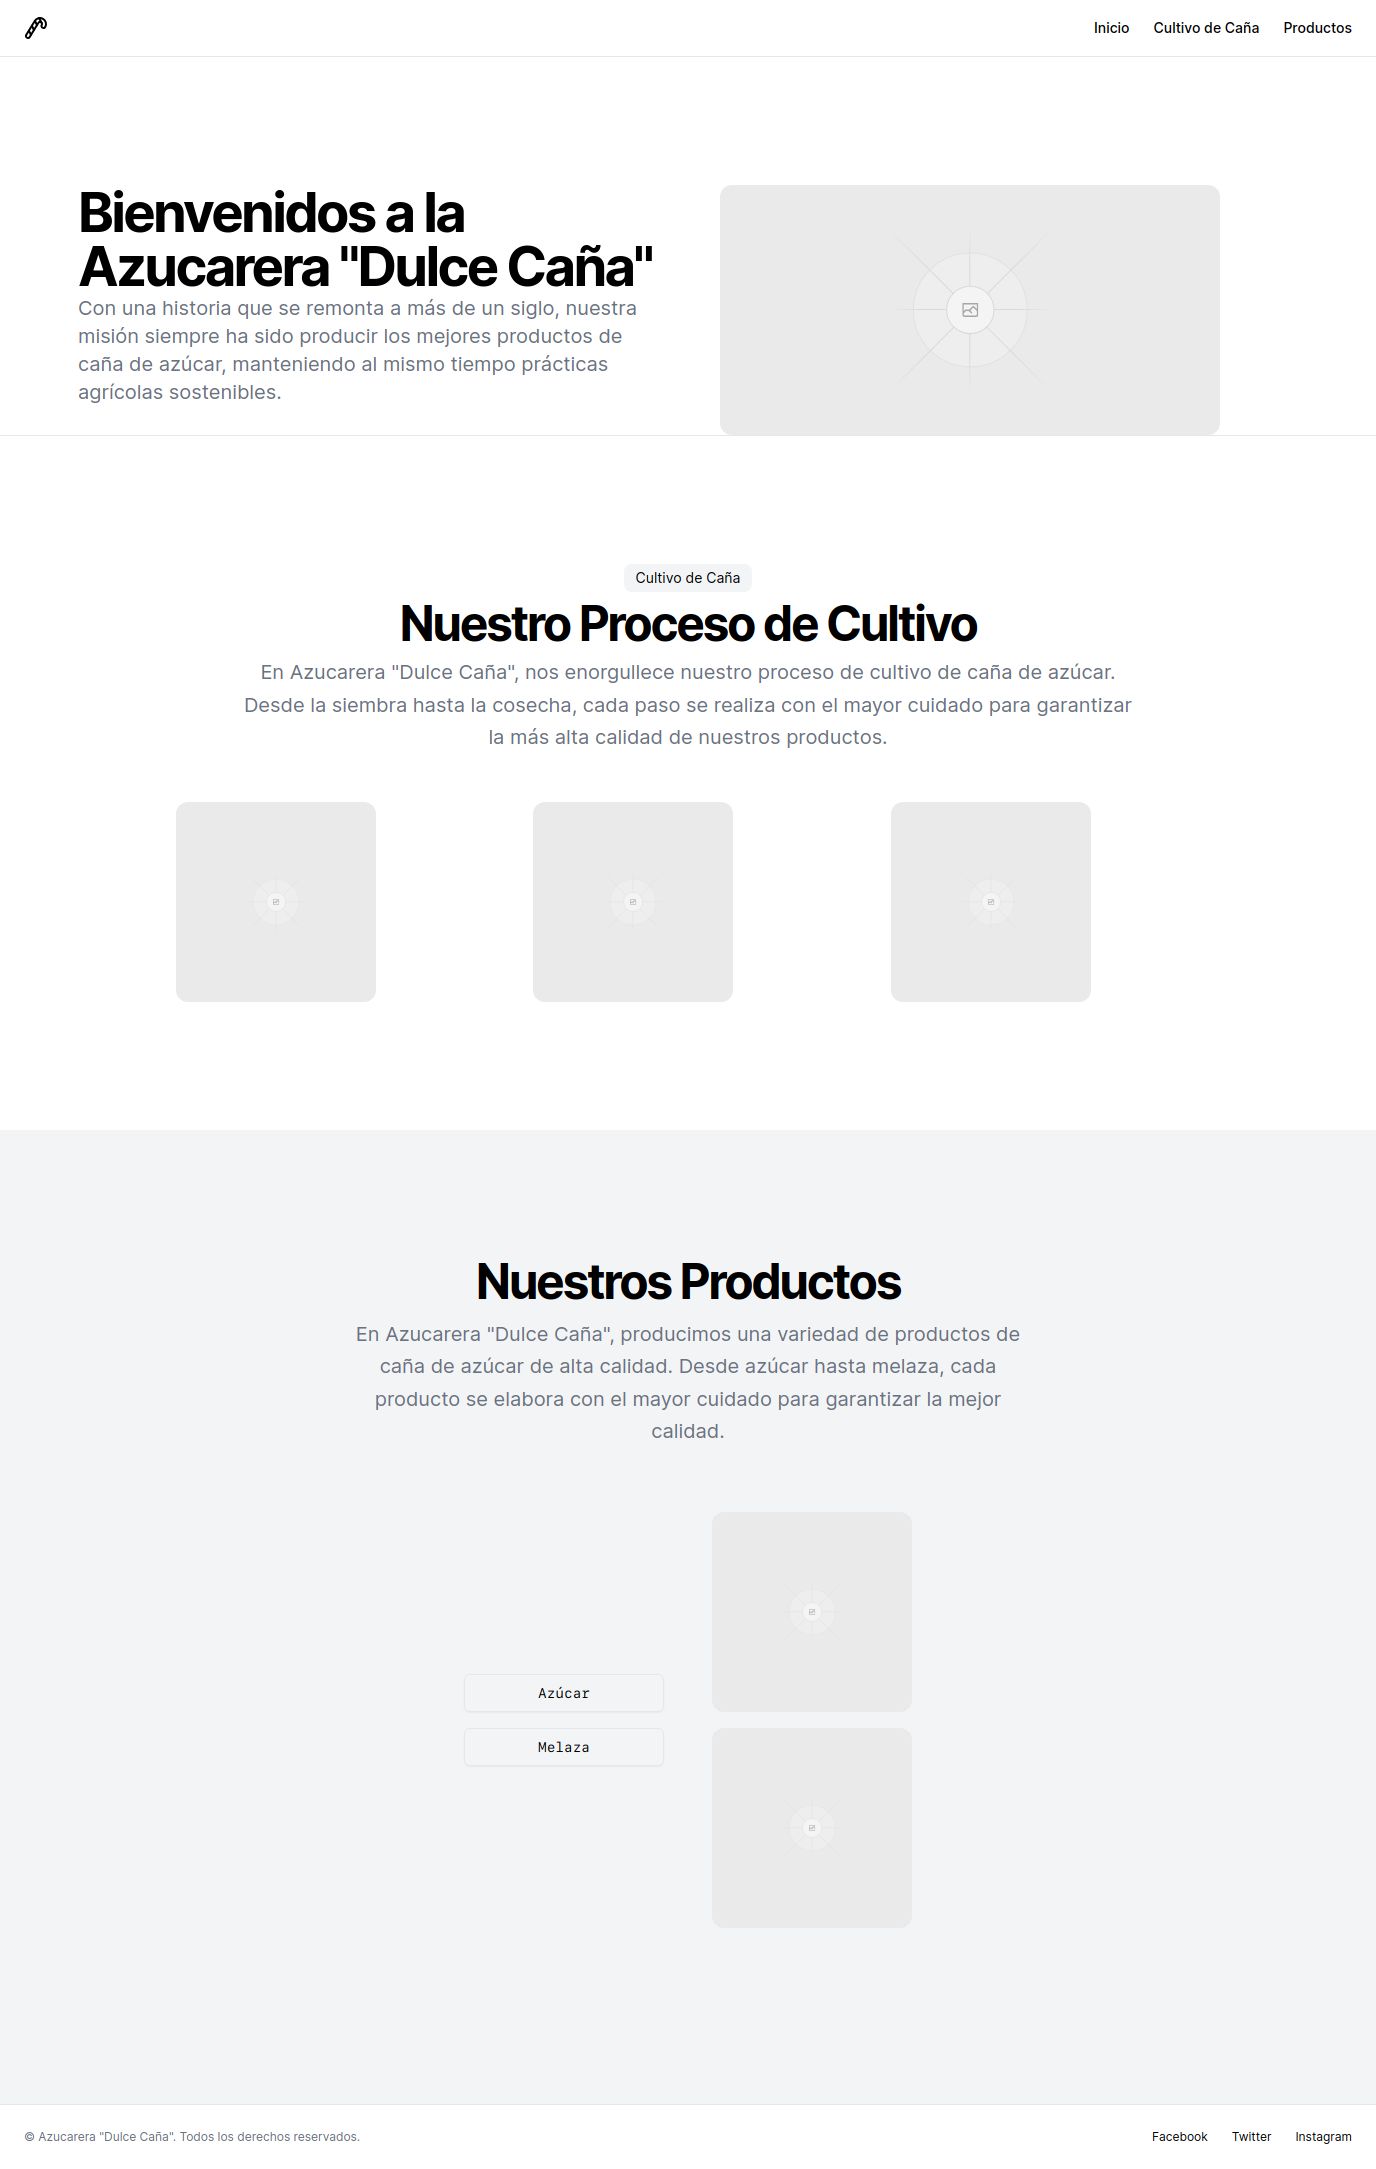 Inicio Cultivo de Caña Productos
Bienvenidos a la
Azucarera "Dulce Caña"
Con una historia que se remonta a más de un siglo, nuestra
misión siempre ha sido producir los mejores productos de
caña de azúcar, manteniendo al mismo tiempo prácticas
agrícolas sostenibles.
Cultivo de Caña
Nuestro Proceso de Cultivo
En Azucarera "Dulce Caña", nos enorgullece nuestro proceso de cultivo de caña de azúcar.
Desde la siembra hasta la cosecha, cada paso se realiza con el mayor cuidado para garantizar
la más alta calidad de nuestros productos.
Nuestros Productos
En Azucarera "Dulce Caña", producimos una variedad de productos de
caña de azúcar de alta calidad. Desde azúcar hasta melaza, cada
producto se elabora con el mayor cuidado para garantizar la mejor
calidad.
Azúcar
Melaza
© Azucarera "Dulce Caña". Todos los derechos reservados.
Facebook Twitter Instagram